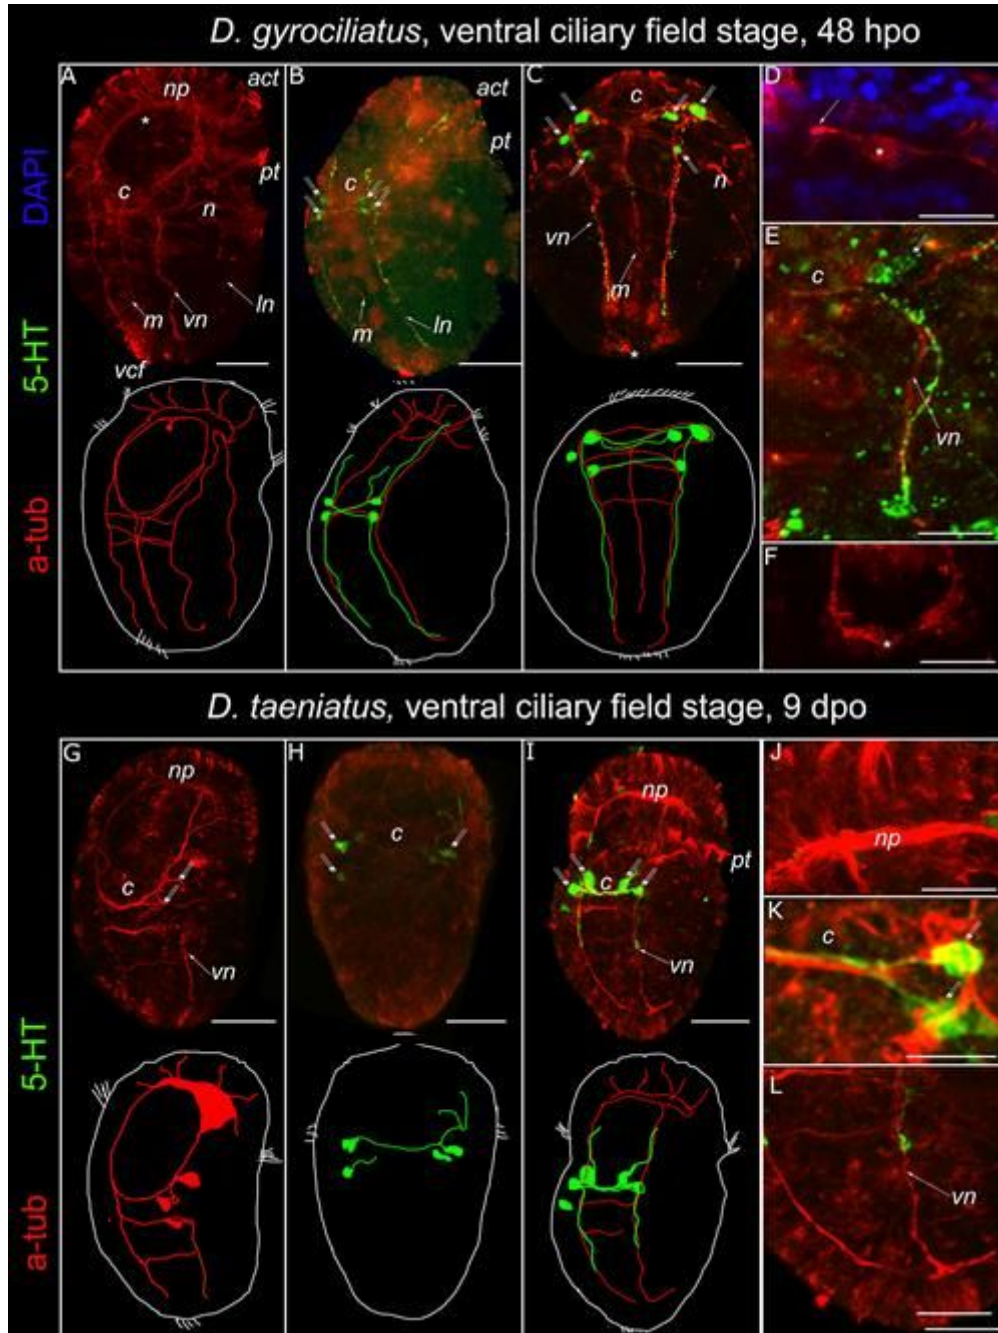 D. gyrociliatus, ventral ciliary field stage, 48 hpo
a-tub 5-HT DAPI
A
np
act
*
pt
c
n
m
vn
ln
vcf
B
act
pt
c
m
ln
C
c
n
vn
m
*
D
*
E
c
vn
F
*
D. taeniatus, ventral ciliary field stage, 9 dpo
a-tub 5-HT
G
np
c
vn
H
c
I
np
pt
c
vn
J
np
K
c
L
vn